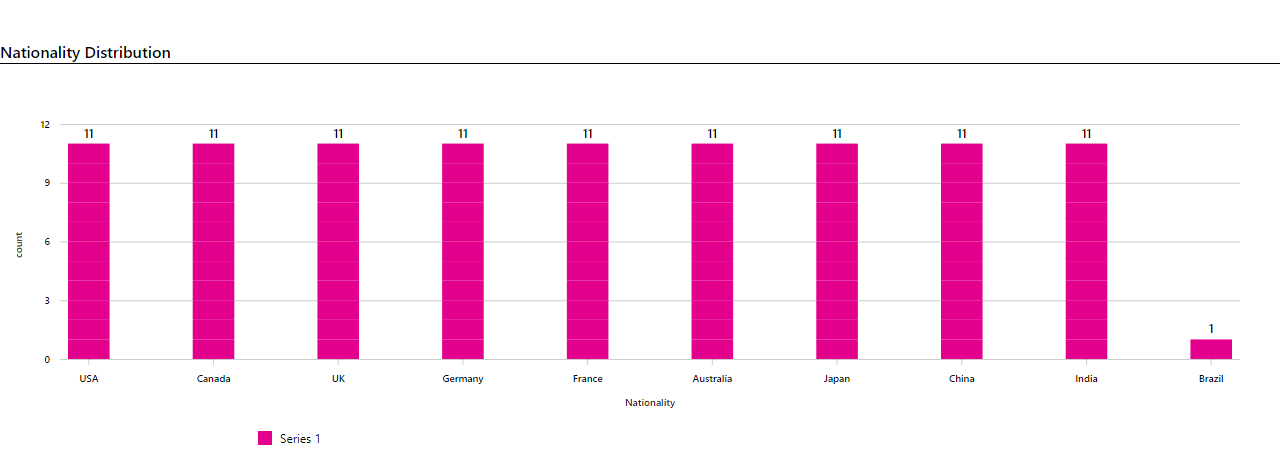 Nationality Distribution
12
11 11 11 11 11 11 11 11 11
9
6
count
3
1
0
USA Canada UK Germany France Australia Japan China India Brazil
Nationality
Series 1